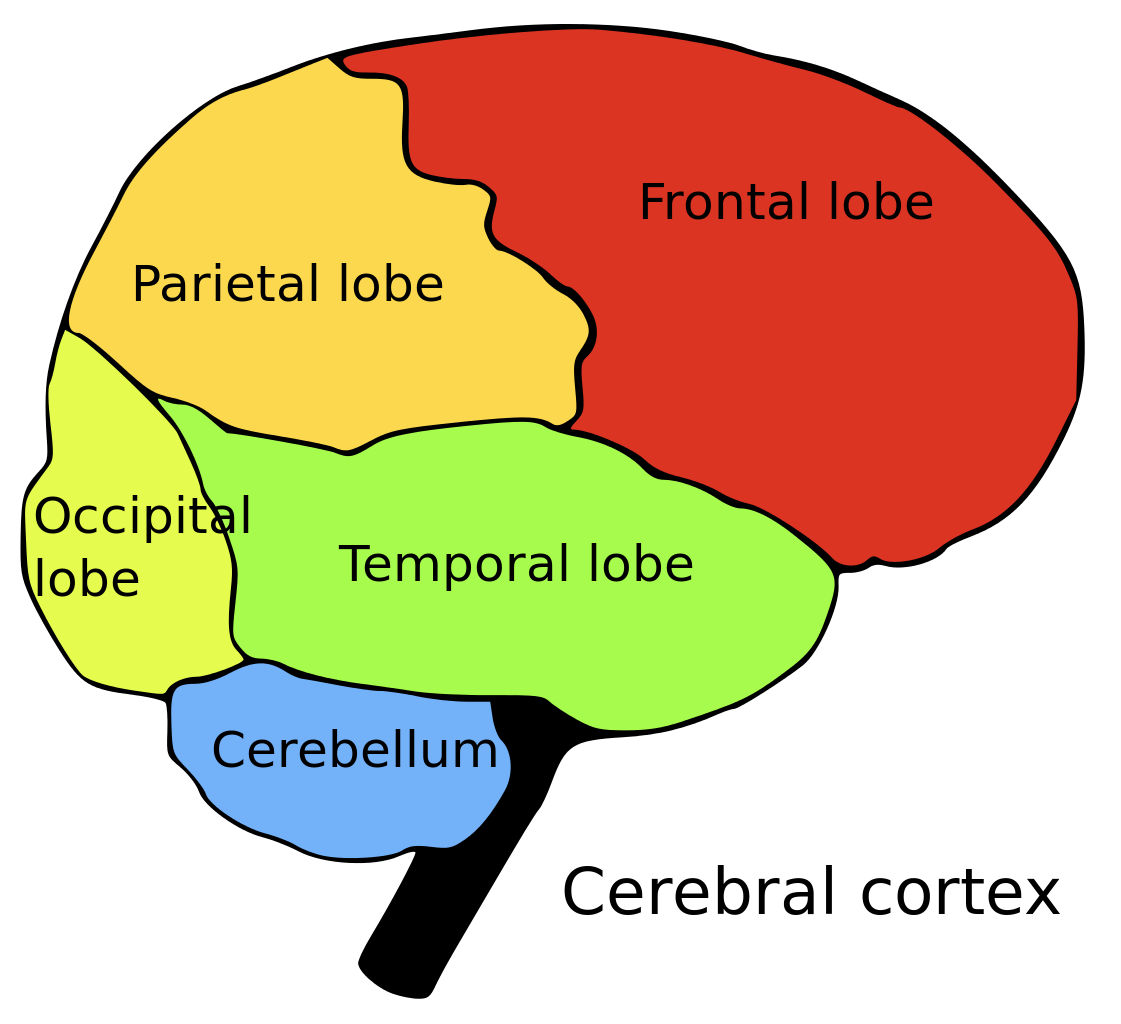 Frontal lobe
Parietal lobe
Occipital
lobe
Temporal lobe
Cerebellum
Cerebral cortex